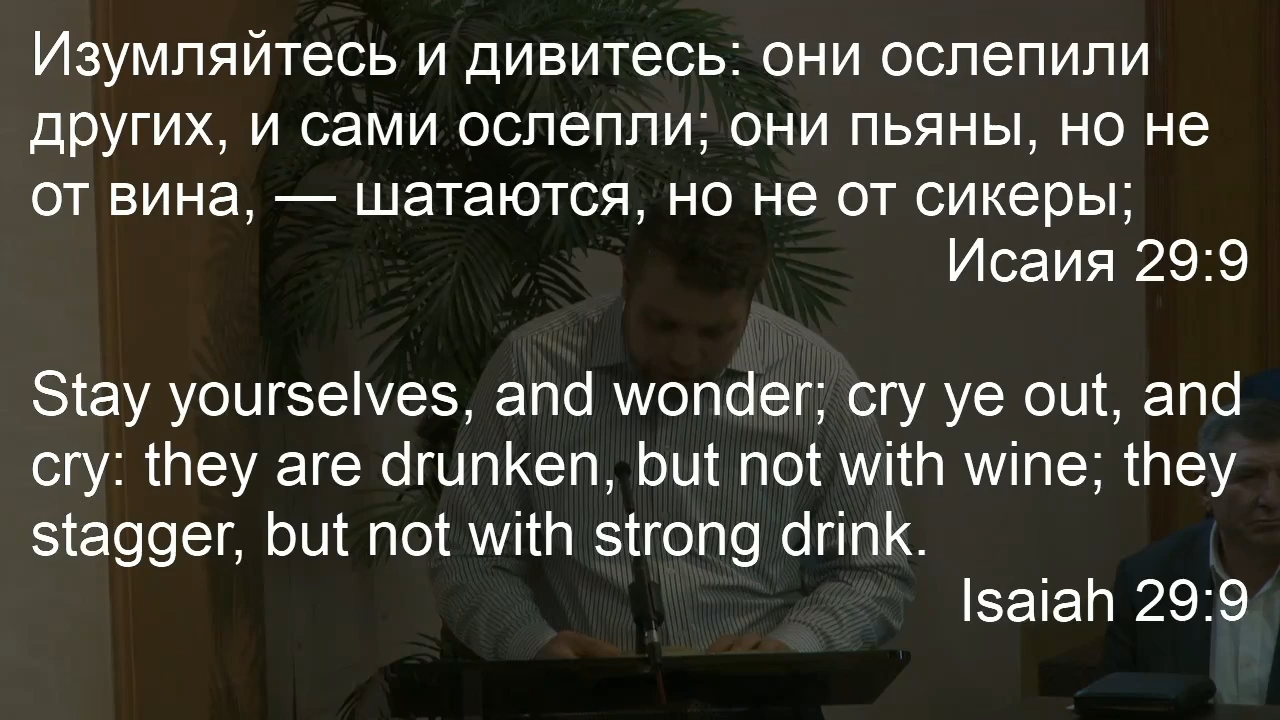 Изумляйтесь и дивитесь: они ослепили
других, и сами ослепли; они пьяны, но не
от вина, — шатаются, но не от сикеры;
Исаия 29:9
Stay yourselves, and wonder; cry ye out, and
cry: they are drunken, but not with wine; they
stagger, but not with strong drink.
Isaiah 29:9